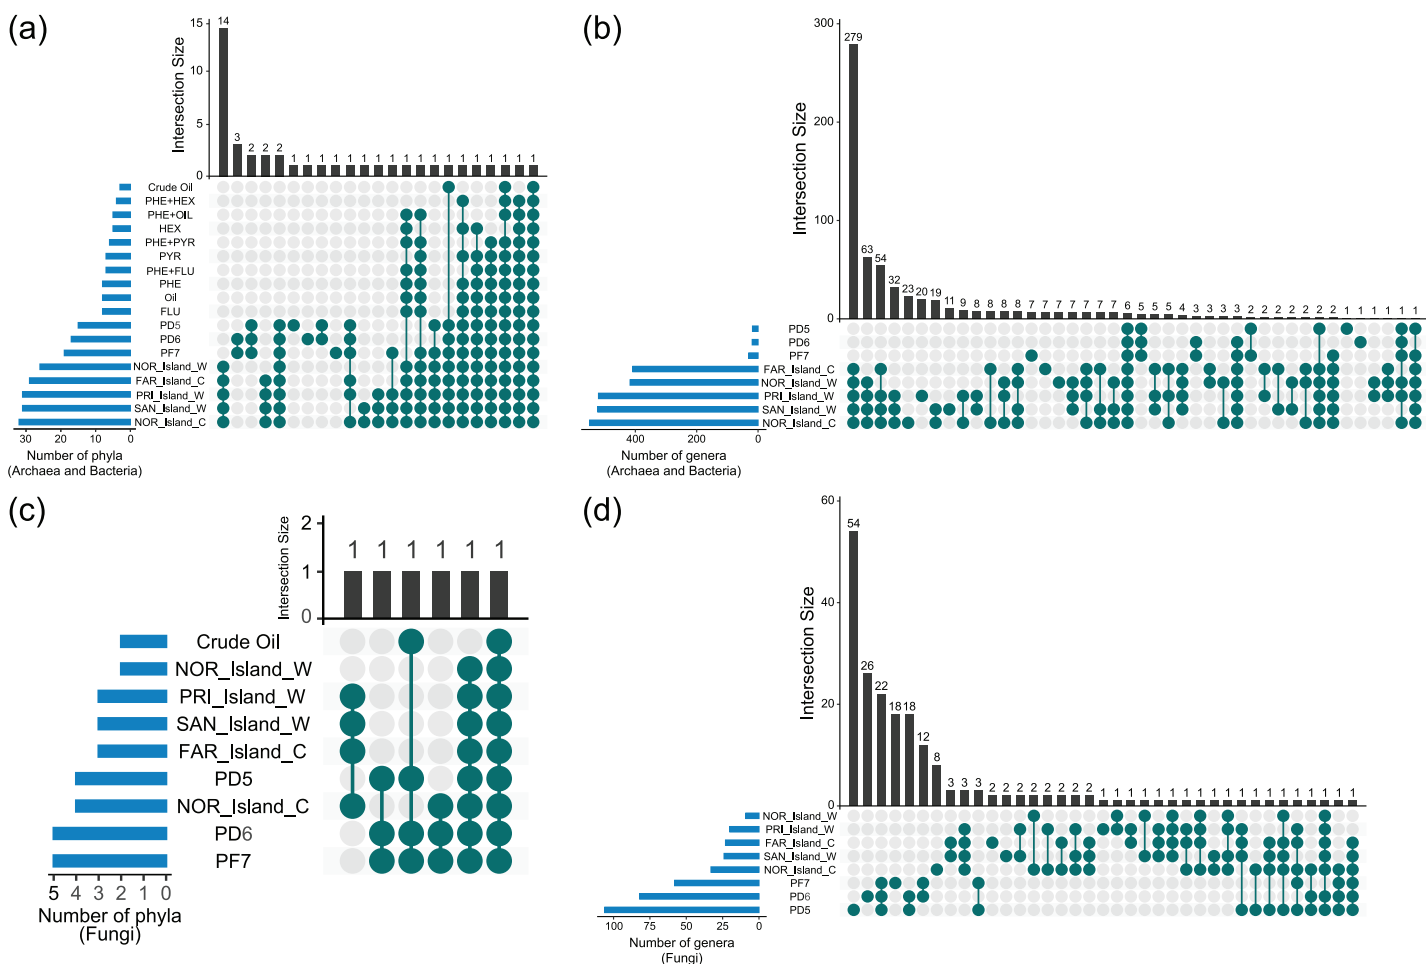 (a)
Intersection Size
15
10
5
0
14 3 2 2 2 1 1 1 1 1 1 1 1 1 1 1 1 1 1 1 1 1 1
Crude Oil
PHE+HEX
PHE+OIL
HEX
PHE+PYR
PYR
PHE+FLU
PHE
Oil
FLU
PD5
PD6
PF7
NOR_Island_W
FAR_Island_C
PRI_Island_W
SAN_Island_W
NOR_Island_C
30 20 10 0
Number of phyla
(Archaea and Bacteria)
(b)
Intersection Size
300
200
100
0
279 63 54 32 23 20 19 11 9 8 8 8 8 7 7 7 7 7 7 7 6 5 5 5 4 3 3 3 3 2 2 2 2 2 2 2 1 1 1 1 1 1
PD5
PD6
PF7
FAR_Island_C
NOR_Island_W
PRI_Island_W
SAN_Island_W
NOR_Island_C
400 200 0
Number of genera
(Archaea and Bacteria)
(c)
Intersection Size
2
1
0
1 1 1 1 1 1
Crude Oil
NOR_Island_W
PRI_Island_W
SAN_Island_W
FAR_Island_C
PD5
NOR_Island_C
PD6
PF7
5 4 3 2 1 0
Number of phyla
(Fungi)
(d)
Intersection Size
60
40
20
0
54 26 22 18 18 12 8 3 3 3 2 2 2 2 2 2 2 2 1 1 1 1 1 1 1 1 1 1 1 1 1 1 1 1 1 1 1
NOR_Island_W
PRI_Island_W
FAR_Island_C
SAN_Island_W
NOR_Island_C
PF7
PD6
PD5
100 75 50 25 0
Number of genera
(Fungi)